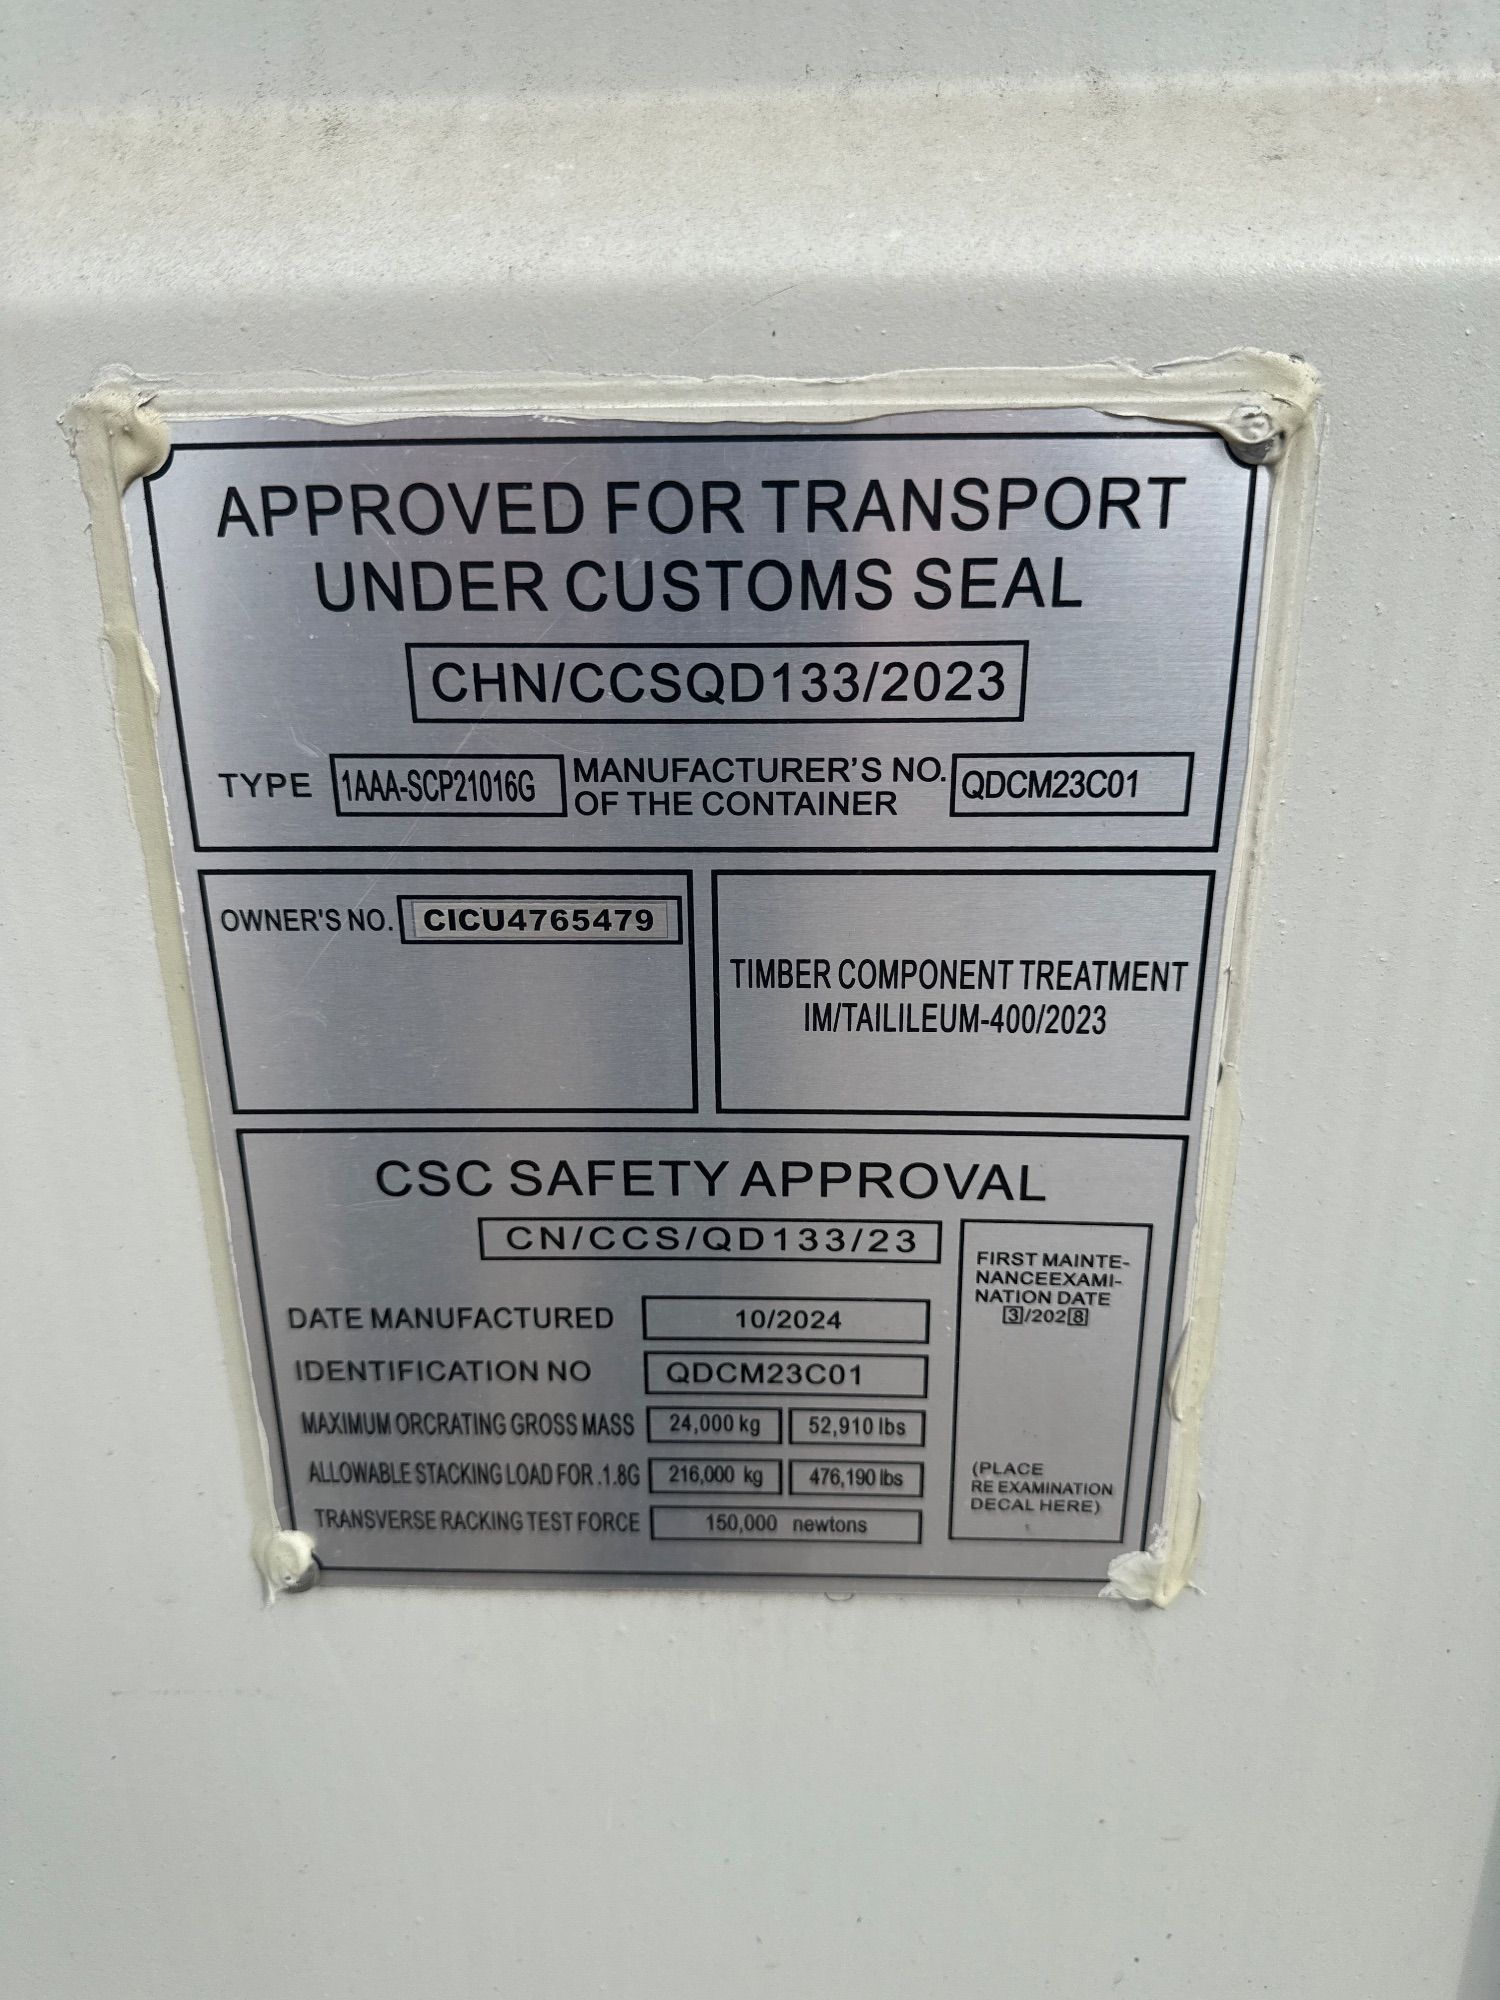 APPROVED FOR TRANSPORT
UNDER CUSTOMS SEAL
CHN/CCSQD133/2023
TYPE 1AAA-SCP21016G MANUFACTURER'S NO. OF THE CONTAINER QDCM23C01
OWNER'S NO. CICU4765479
TIMBER COMPONENT TREATMENT
IM/TAILILEUM-400/2023
CSC SAFETY APPROVAL
CN/CCS/QD133/23
DATE MANUFACTURED 10/2024
IDENTIFICATION NO QDCM23C01
MAXIMUM ORCRATING GROSS MASS 24,000 kg 52,910 lbs
ALLOWABLE STACKING LOAD FOR .1.8G 216,000 kg 476,190 lbs
TRANSVERSE RACKING TEST FORCE 150,000 newtons
FIRST MAINTE-
NANCEEXAMI-
NATION DATE
3/2028
(PLACE
RE EXAMINATION
DECAL HERE)